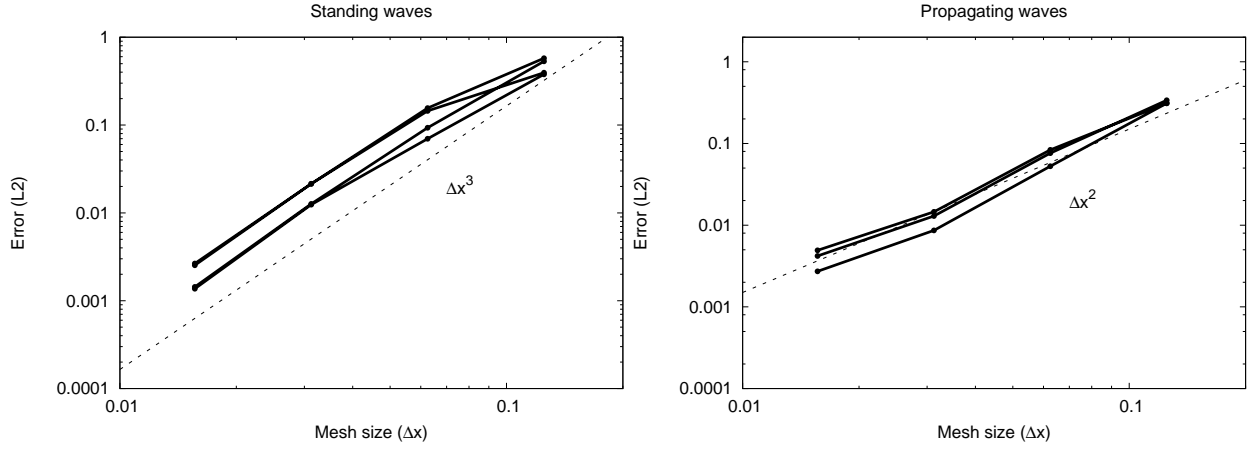 Standing waves
1
0.1
0.01
0.001
0.0001
0.01
0.1
Error (L2)
Mesh size (Δx)
Δx³
Propagating waves
1
0.1
0.01
0.001
0.0001
0.01
0.1
Error (L2)
Mesh size (Δx)
Δx²